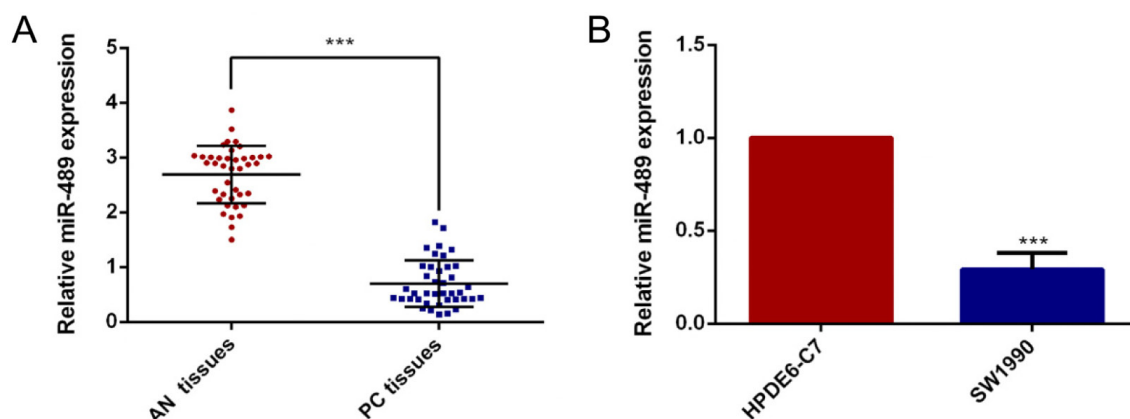 A
Relative miR-489 expression
5
4
3
2
1
0
***
AN tissues
PC tissues
B
Relative miR-489 expression
1.5
1.0
0.5
0.0
***
HPDE6-C7
SW1990